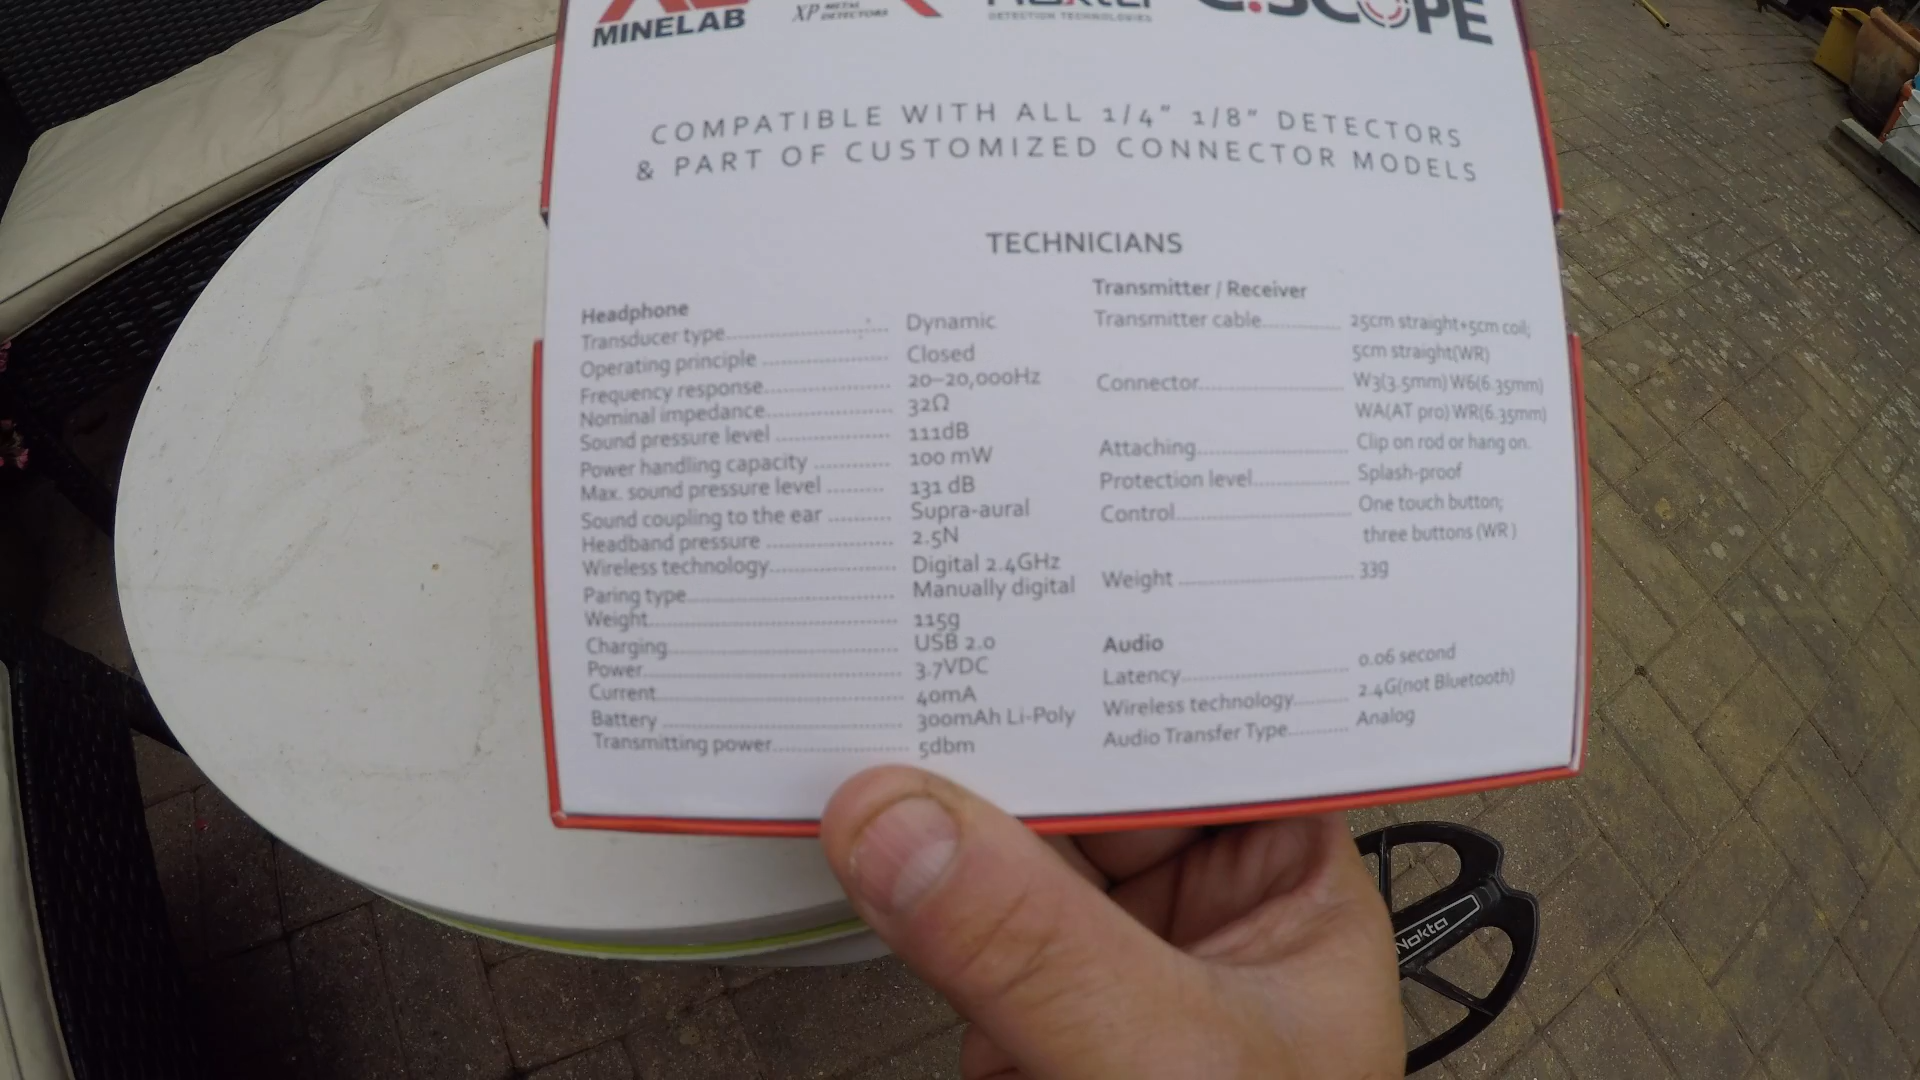 MINELAB
XP METAL DETECTORS
DETECTION TECHNOLOGIES
C.SCOPE
COMPATIBLE WITH ALL 1/4" 1/8" DETECTORS
& PART OF CUSTOMIZED CONNECTOR MODELS
TECHNICIANS
Headphone
Transducer type........................ Dynamic
Operating principle .................. Closed
Frequency response.................. 20–20,000Hz
Nominal impedance.................. 32Ω
Sound pressure level ................ 111dB
Power handling capacity ........... 100 mW
Max. sound pressure level ......... 131 dB
Sound coupling to the ear .......... Supra-aural
Headband pressure .................. 2.5N
Wireless technology.................. Digital 2.4GHz
Paring type............................... Manually digital
Weight...................................... 115g
Charging................................... USB 2.0
Power....................................... 3.7VDC
Current..................................... 40mA
Battery ..................................... 300mAh Li-Poly
Transmitting power................... 5dbm
Transmitter / Receiver
Transmitter cable............ 25cm straight+5cm coil;
5cm straight(WR)
Connector..................... W3(3.5mm) W6(6.35mm)
WA(AT pro) WR(6.35mm)
Attaching...................... Clip on rod or hang on.
Protection level.............. Splash-proof
Control.......................... One touch button;
three buttons (WR )
Weight .......................... 33g
Audio
Latency......................... 0.06 second
Wireless technology........ 2.4G(not Bluetooth)
Audio Transfer Type......... Analog
Nokta